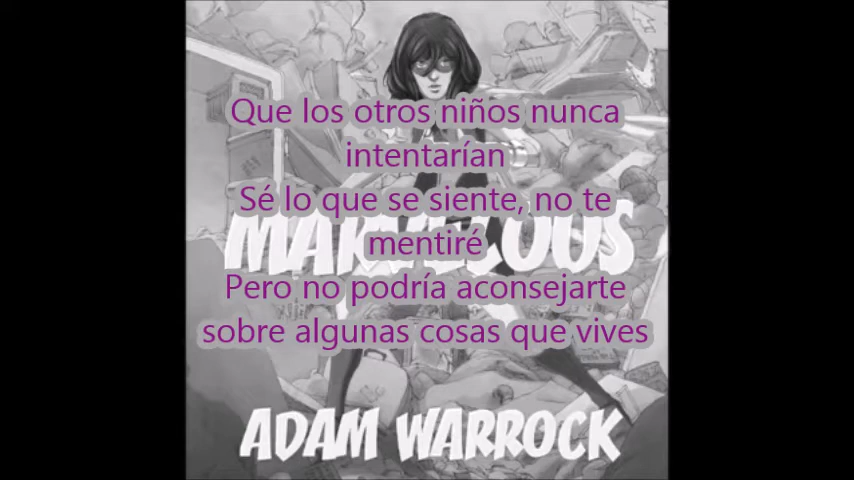 Que los otros niños nunca
intentarían
Sé lo que se siente, no te
mentiré
MARVELOUS
Pero no podría aconsejarte
sobre algunas cosas que vives
ADAM WARROCK